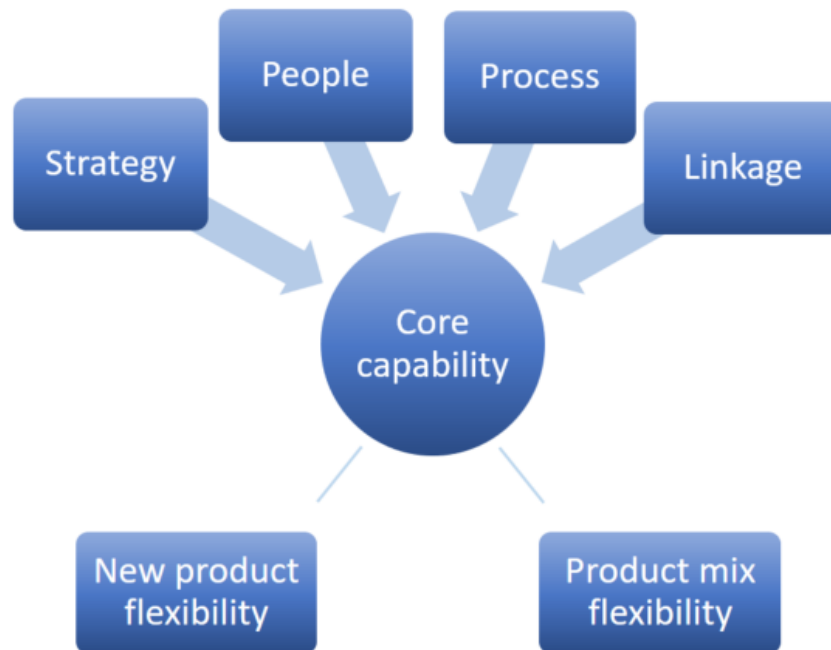 People
Process
Strategy
Linkage
Core
capability
New product
flexibility
Product mix
flexibility